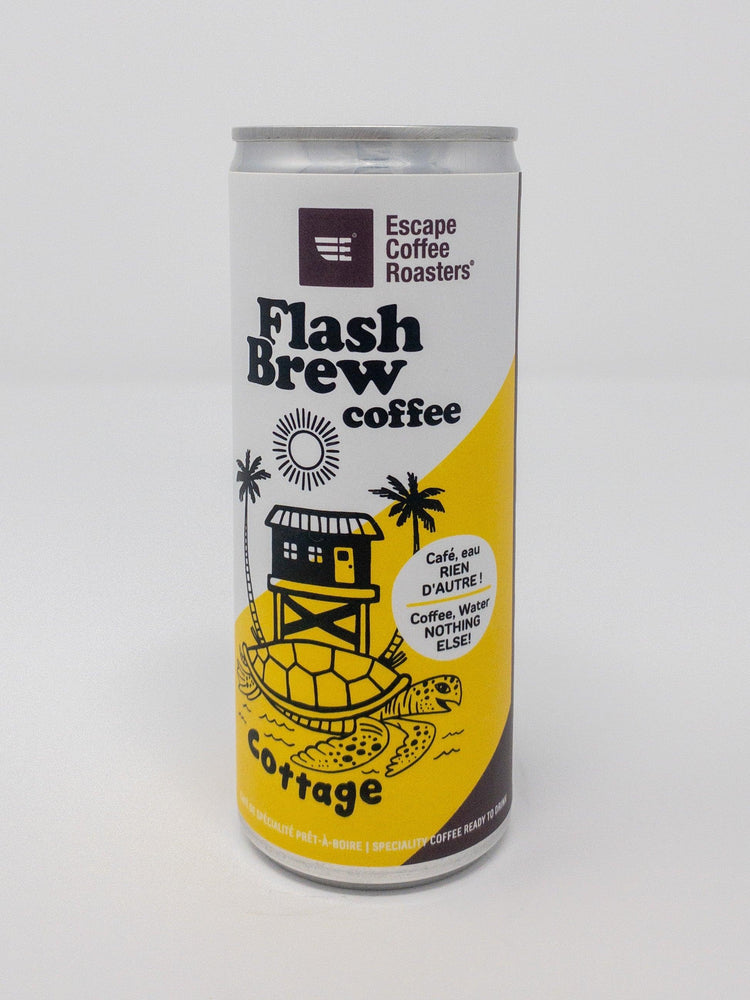 Escape
Coffee
Roasters®
Flash
Brew
coffee
Café, eau
RIEN
D'AUTRE !
Coffee, Water
NOTHING
ELSE!
cottage
DE SPÉCIALITÉ PRÊT-À-BOIRE | SPECIALITY COFFEE READY TO DRINK